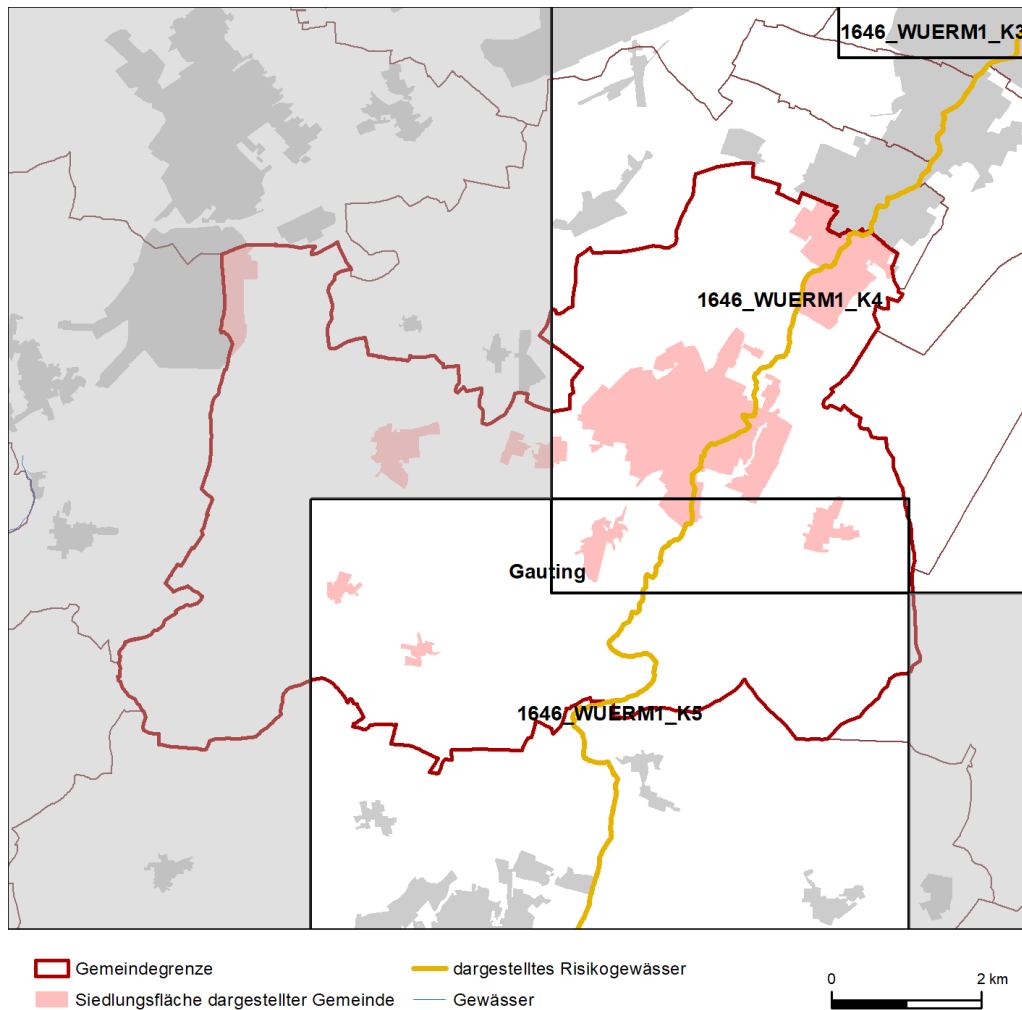 1646_WUERM1_K3
1646_WUERM1_K4
Gauting
1646_WUERM1_K5
Gemeindegrenze
dargestelltes Risikogewässer
Siedlungsfläche dargestellter Gemeinde
Gewässer
0
2 km